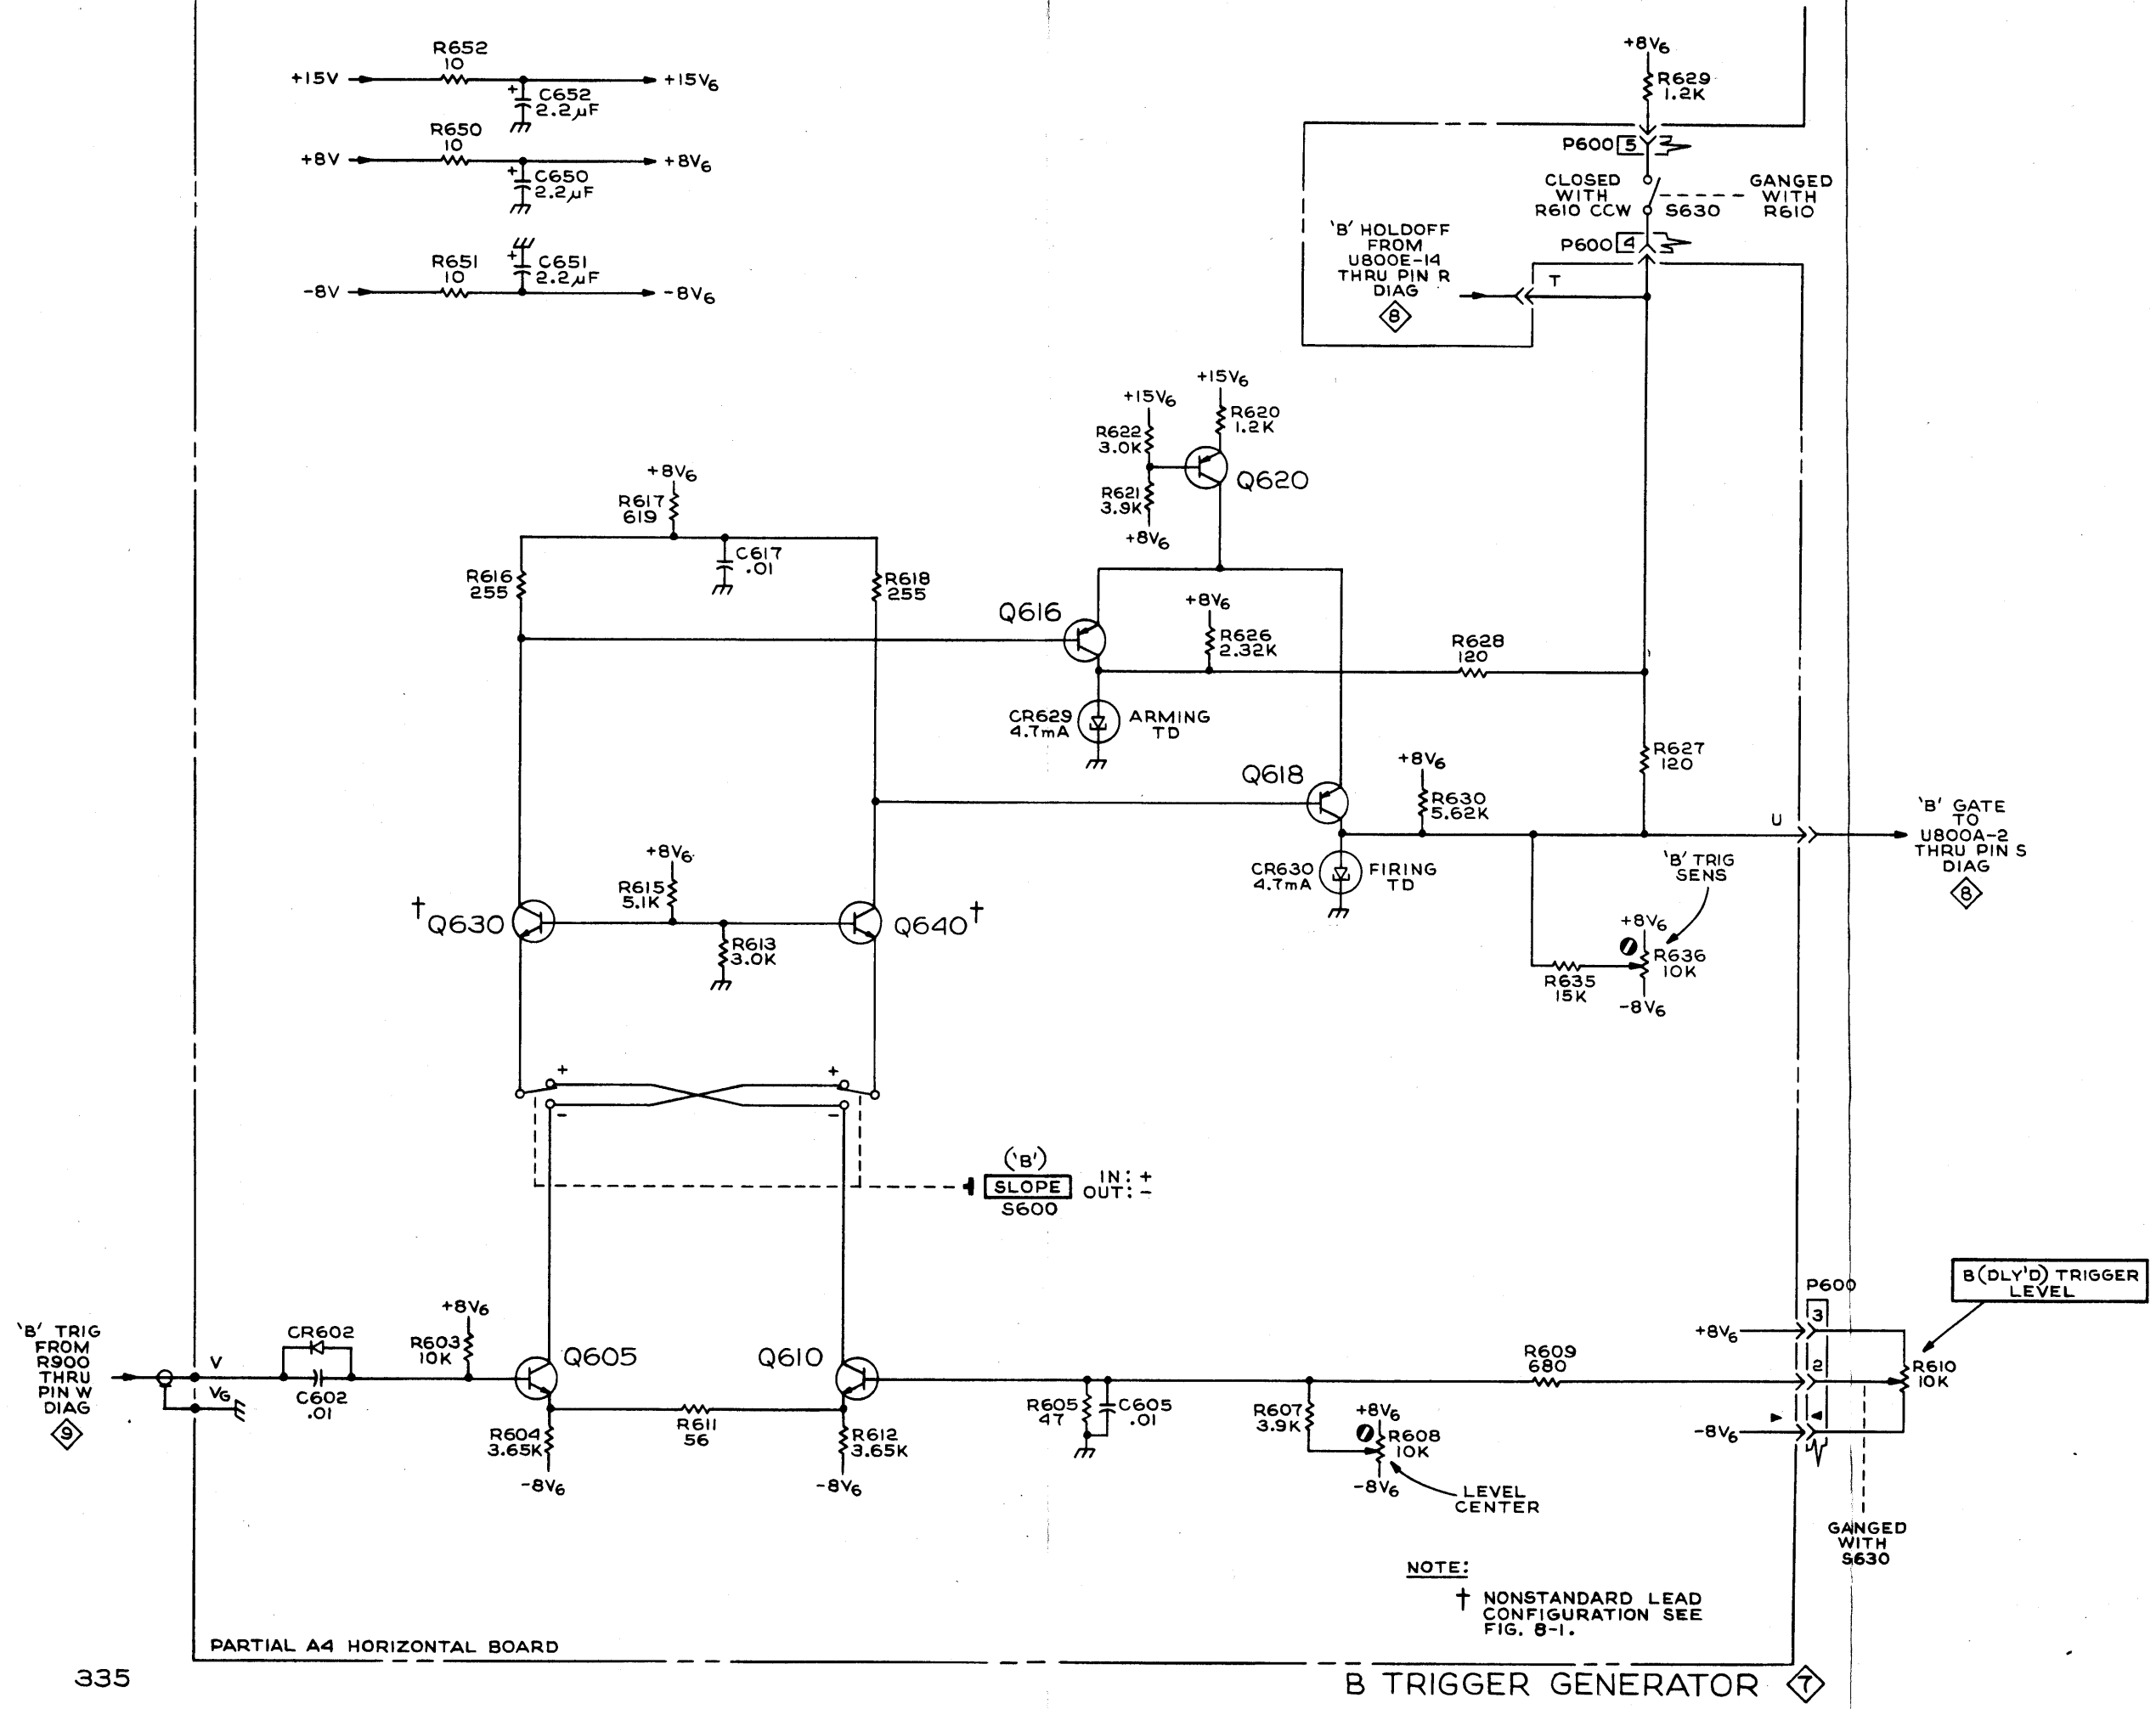 R652
10
+15V
+15V6
+
C652
2.2µF
R650
10
+8V
+8V6
+
C650
2.2µF
+
C651
2.2µF
R651
10
-8V
-8V6
+8V6
R629
1.2K
P600 5
CLOSED
WITH
R610 CCW
S630
GANGED
WITH
R610
P600 4
'B' HOLDOFF
FROM
U800E-14
THRU PIN R
DIAG
8
T
+15V6
R620
1.2K
+15V6
R622
3.0K
Q620
R621
3.9K
+8V6
+8V6
R617
619
C617
.01
R616
255
R618
255
Q616
+8V6
R626
2.32K
R628
120
CR629
4.7mA
ARMING
TD
R627
120
Q618
+8V6
R630
5.62K
U
'B' GATE
TO
U800A-2
THRU PIN S
DIAG
8
CR630
4.7mA
FIRING
TD
'B' TRIG
SENS
+8V6
R636
10K
R635
15K
-8V6
+8V6
R615
5.1K
†Q630
Q640†
R613
3.0K
+
+
-
-
('B')
SLOPE
S600
IN: +
OUT: -
'B' TRIG
FROM
R900
THRU
PIN W
DIAG
9
V
VG
CR602
C602
.01
+8V6
R603
10K
Q605
Q610
R604
3.65K
-8V6
R611
56
R612
3.65K
-8V6
R605
47
C605
.01
R607
3.9K
+8V6
R608
10K
-8V6
LEVEL
CENTER
R609
680
P600
3
+8V6
2
-8V6
R610
10K
B(DLY'D) TRIGGER
LEVEL
GANGED
WITH
S630
NOTE:
† NONSTANDARD LEAD
CONFIGURATION SEE
FIG. 8-1.
PARTIAL A4 HORIZONTAL BOARD
335
B TRIGGER GENERATOR 7